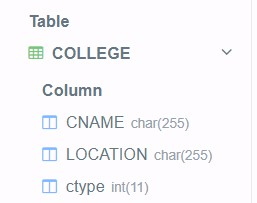 Table
COLLEGE
Column
CNAME char(255)
LOCATION char(255)
ctype int(11)